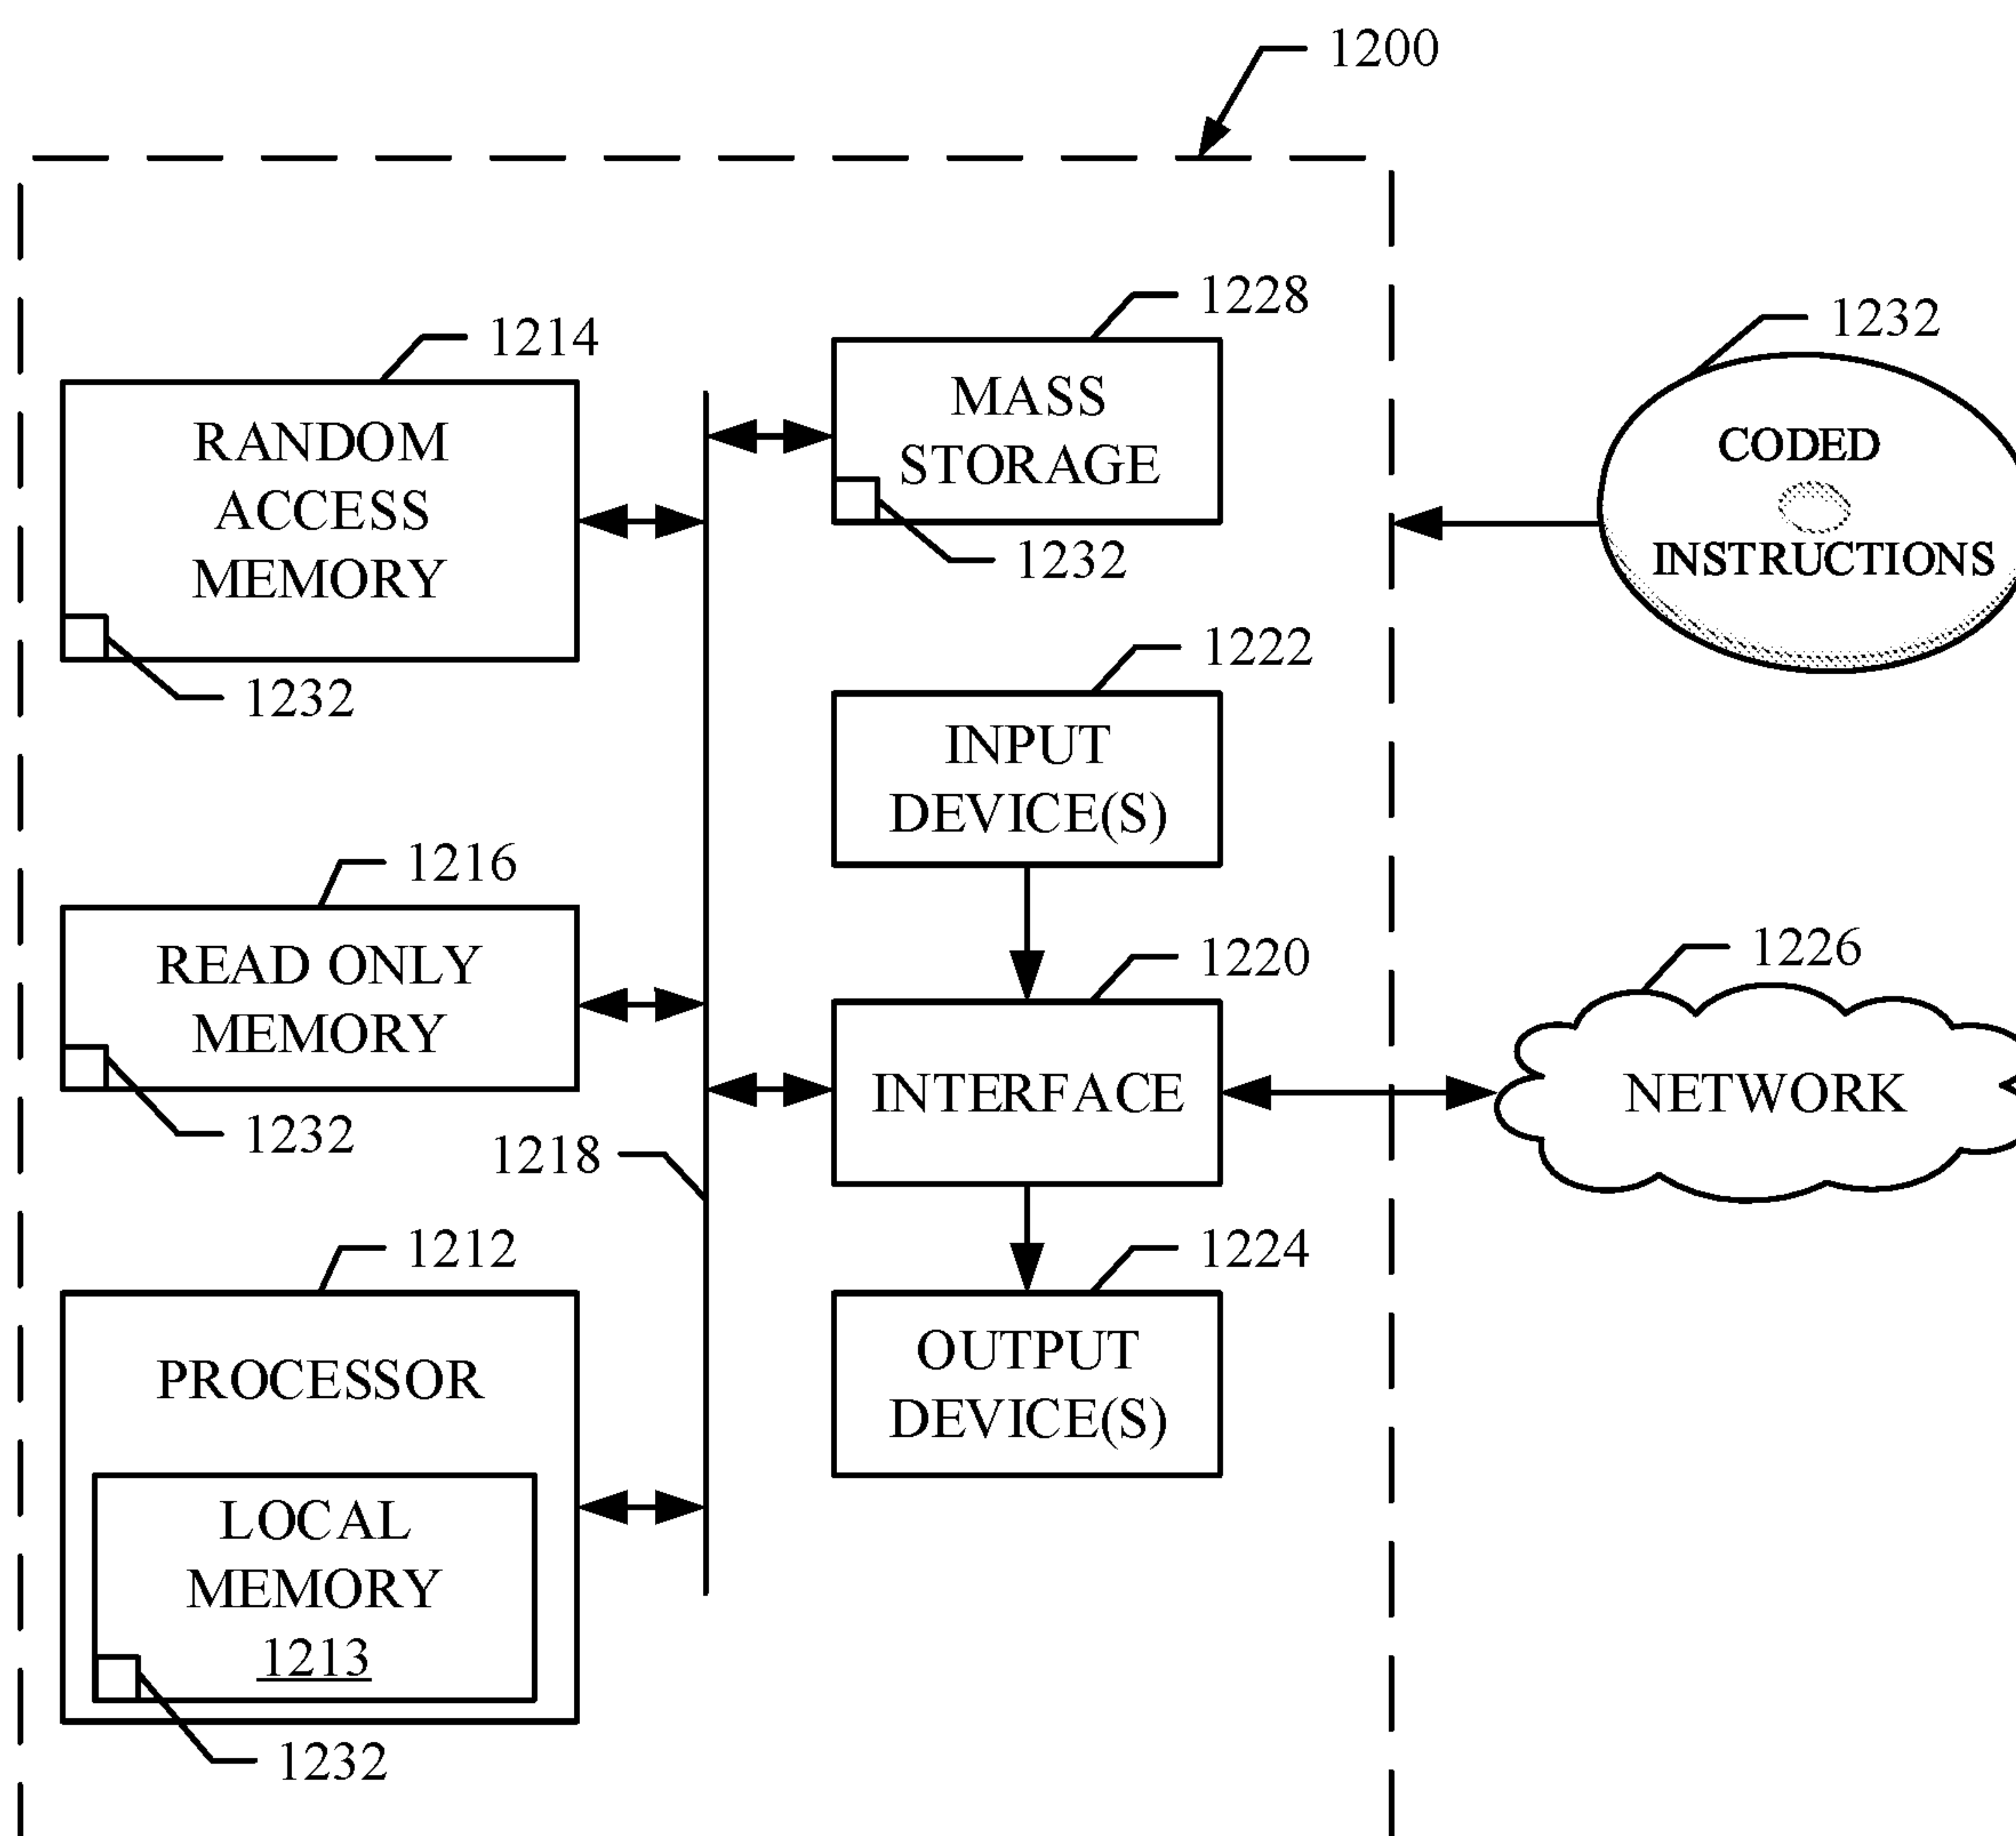 1200
1228
1214
MASS
STORAGE
1232
RANDOM
ACCESS
MEMORY
1232
1232
CODED
INSTRUCTIONS
1222
INPUT
DEVICE(S)
1216
READ ONLY
MEMORY
1232
1220
INTERFACE
1226
NETWORK
1218
1212
PROCESSOR
LOCAL
MEMORY
1213
1232
1224
OUTPUT
DEVICE(S)